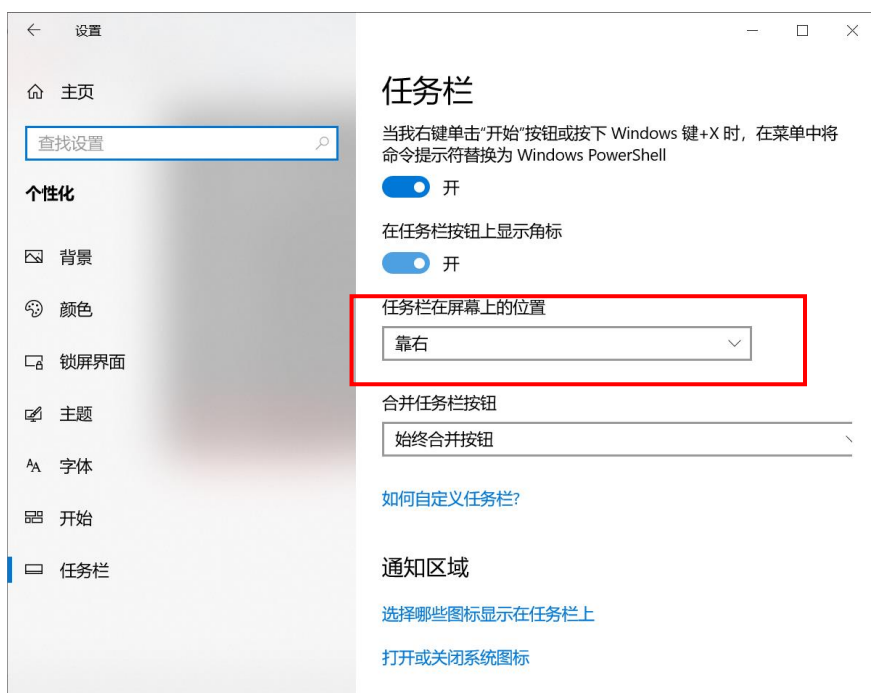 设置
主页
查找设置
个性化
背景
颜色
锁屏界面
主题
字体
开始
任务栏
任务栏
当我右键单击“开始”按钮或按下 Windows 键+X 时，在菜单中将
命令提示符替换为 Windows PowerShell
开
在任务栏按钮上显示角标
开
任务栏在屏幕上的位置
靠右
合并任务栏按钮
始终合并按钮
如何自定义任务栏?
通知区域
选择哪些图标显示在任务栏上
打开或关闭系统图标